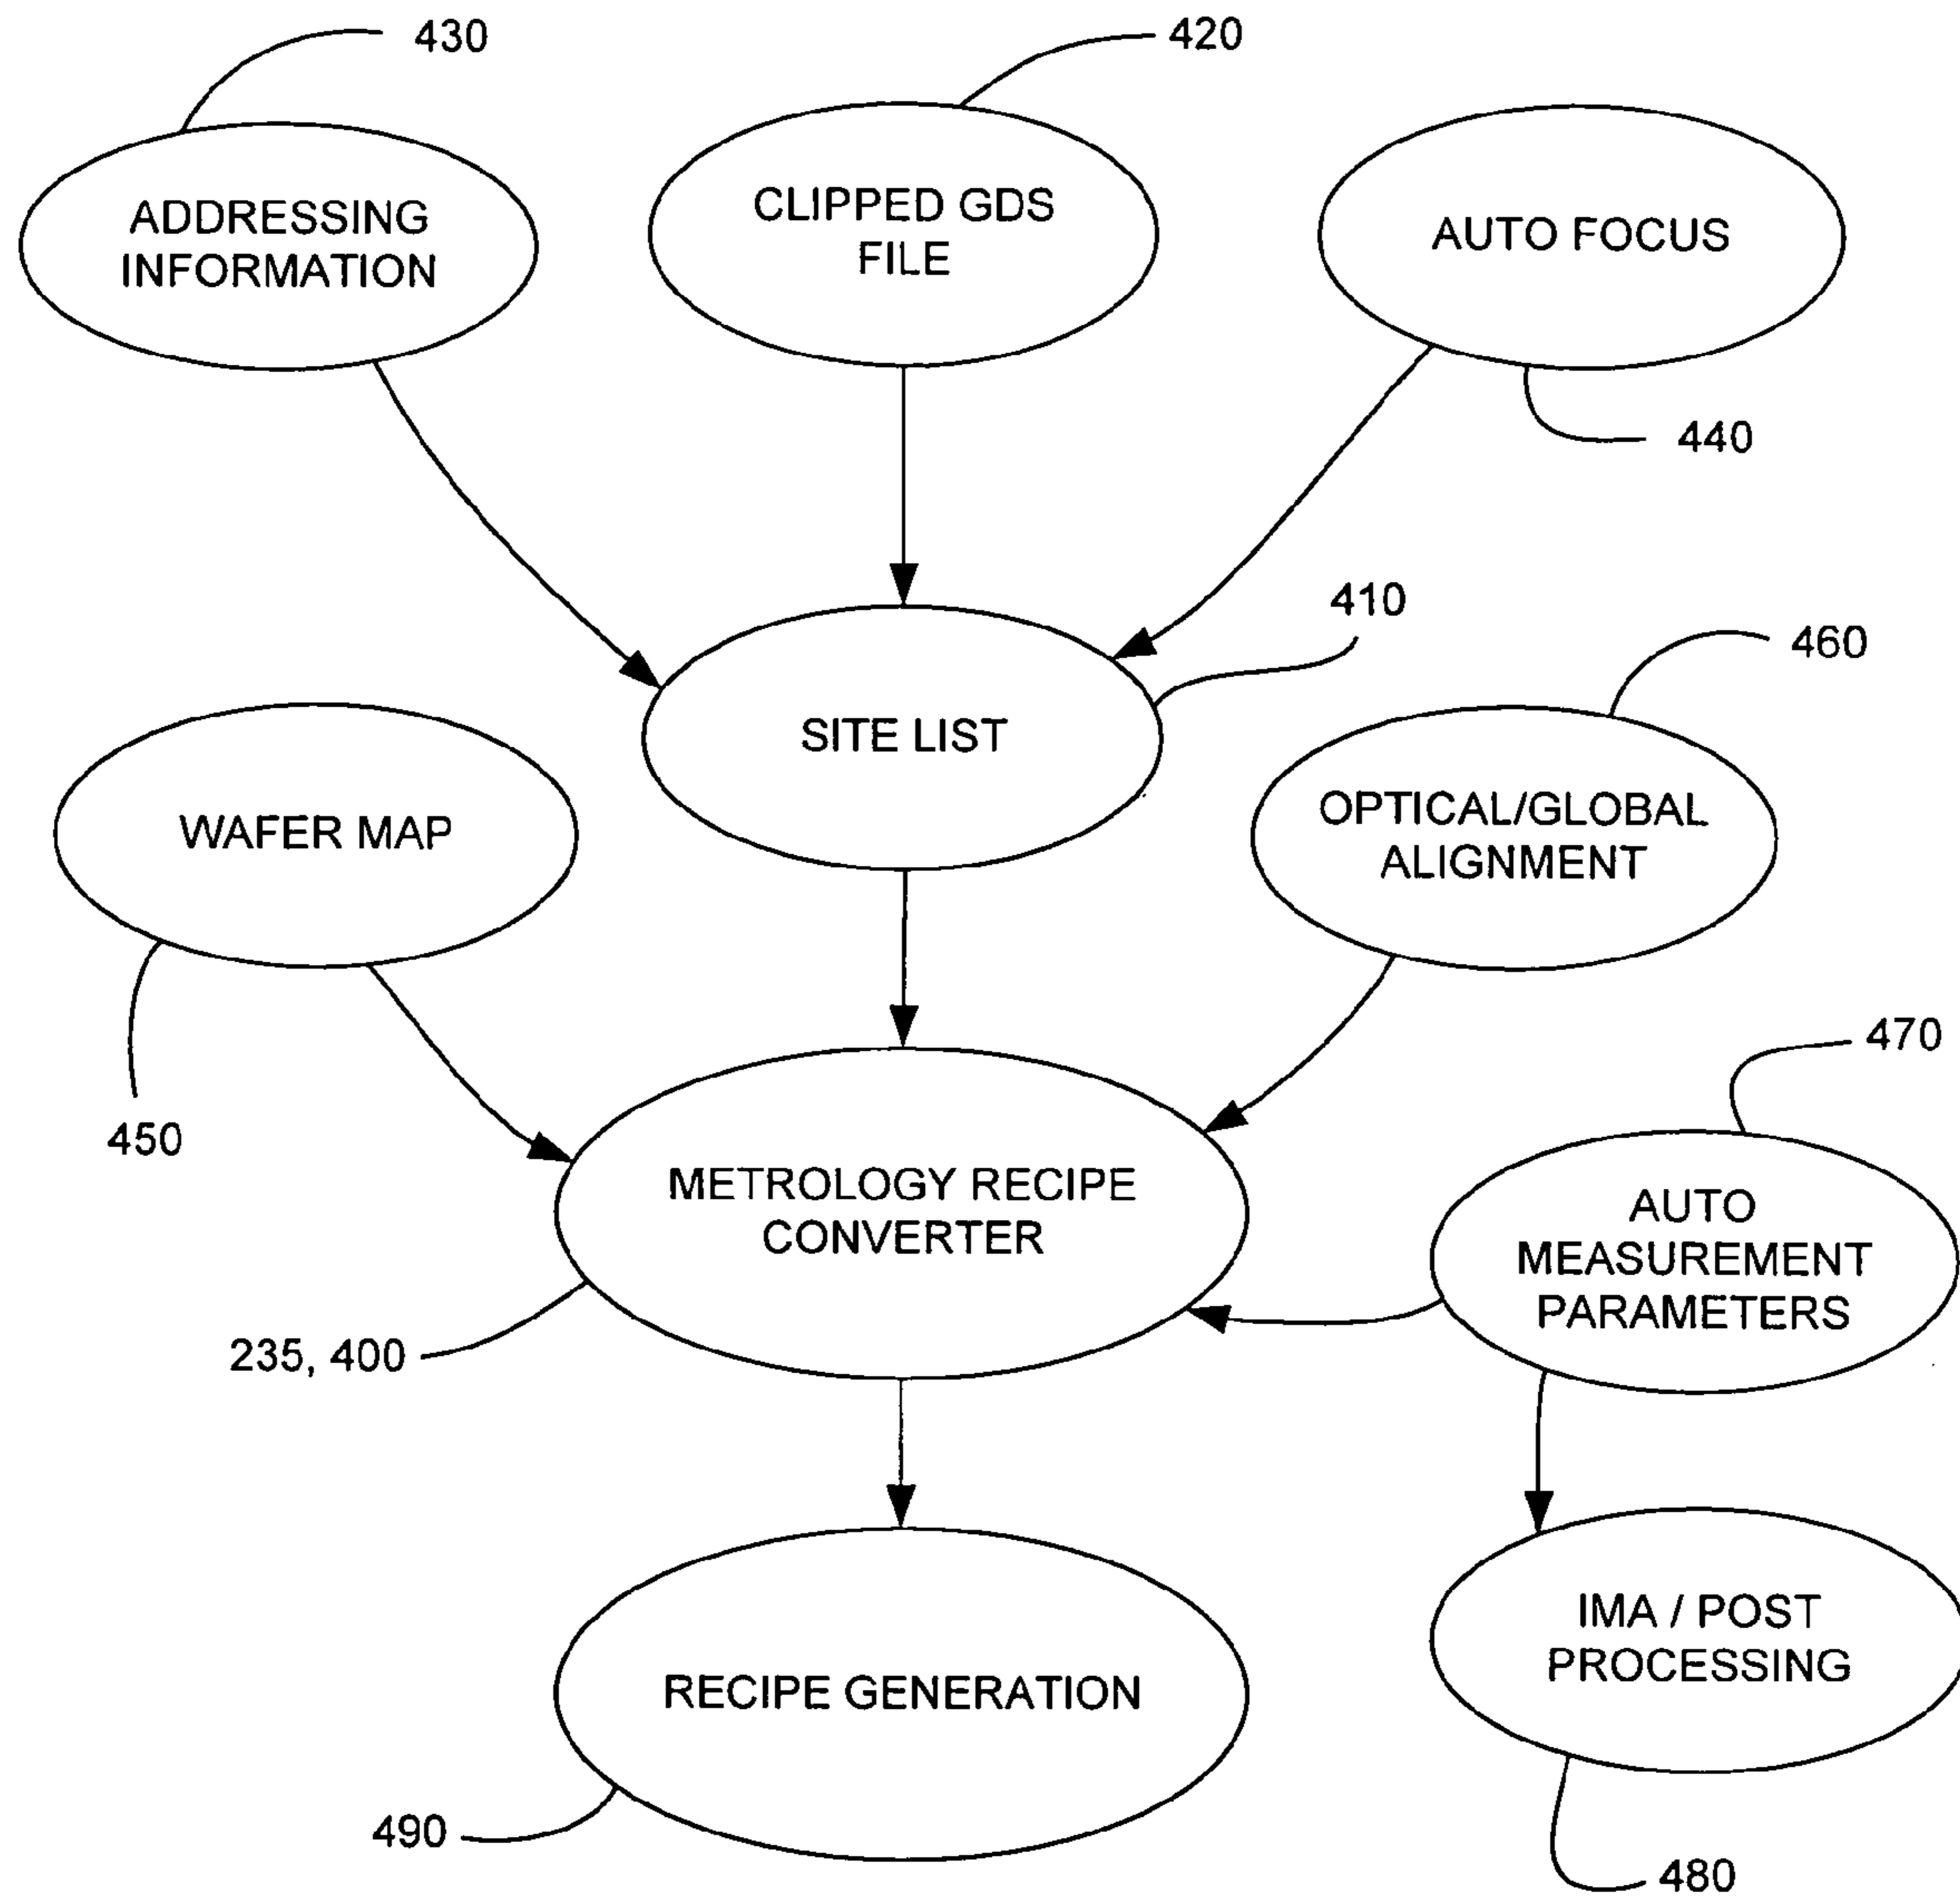 430
420
ADDRESSING
INFORMATION
CLIPPED GDS
FILE
AUTO FOCUS
440
410
460
SITE LIST
WAFER MAP
OPTICAL/GLOBAL
ALIGNMENT
470
450
METROLOGY RECIPE
CONVERTER
AUTO
MEASUREMENT
PARAMETERS
235, 400
RECIPE GENERATION
IMA / POST
PROCESSING
490
480